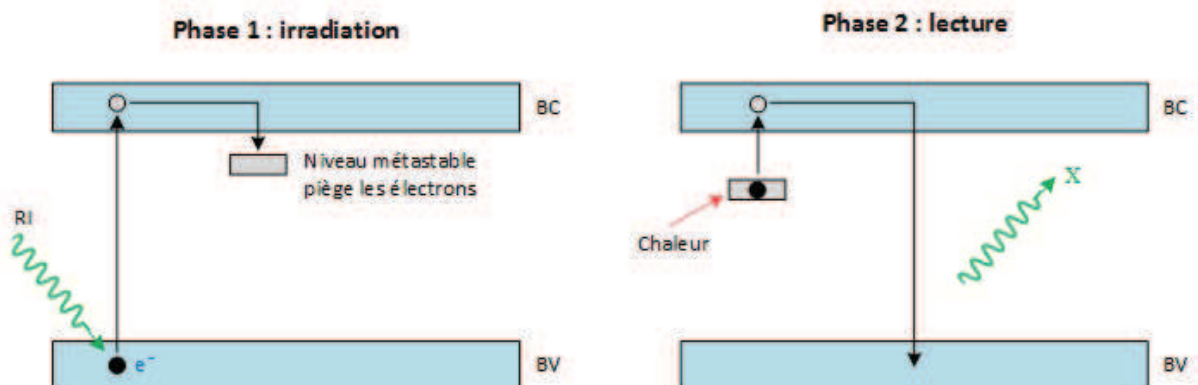 Phase 1 : irradiation
BC
Niveau métastable
piège les électrons
RI
e⁻
BV
Phase 2 : lecture
BC
Chaleur
X
BV